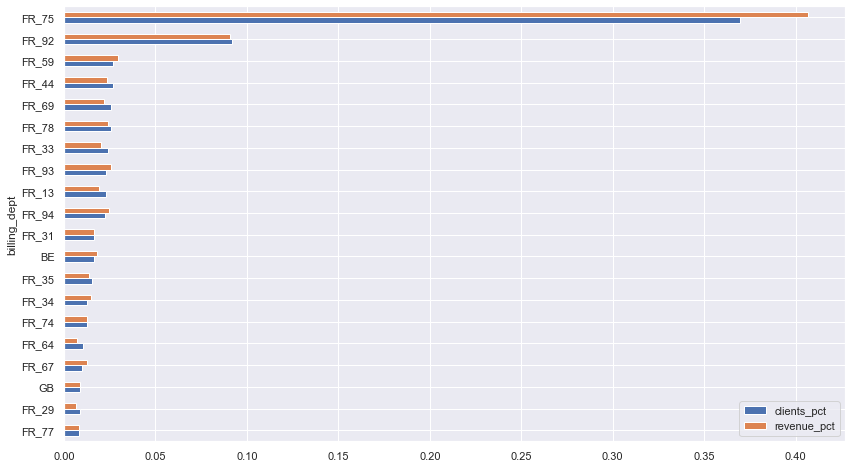 billing_dept
FR_75
FR_92
FR_59
FR_44
FR_69
FR_78
FR_33
FR_93
FR_13
FR_94
FR_31
BE
FR_35
FR_34
FR_74
FR_64
FR_67
GB
FR_29
FR_77
0.00 0.05 0.10 0.15 0.20 0.25 0.30 0.35 0.40
clients_pct
revenue_pct